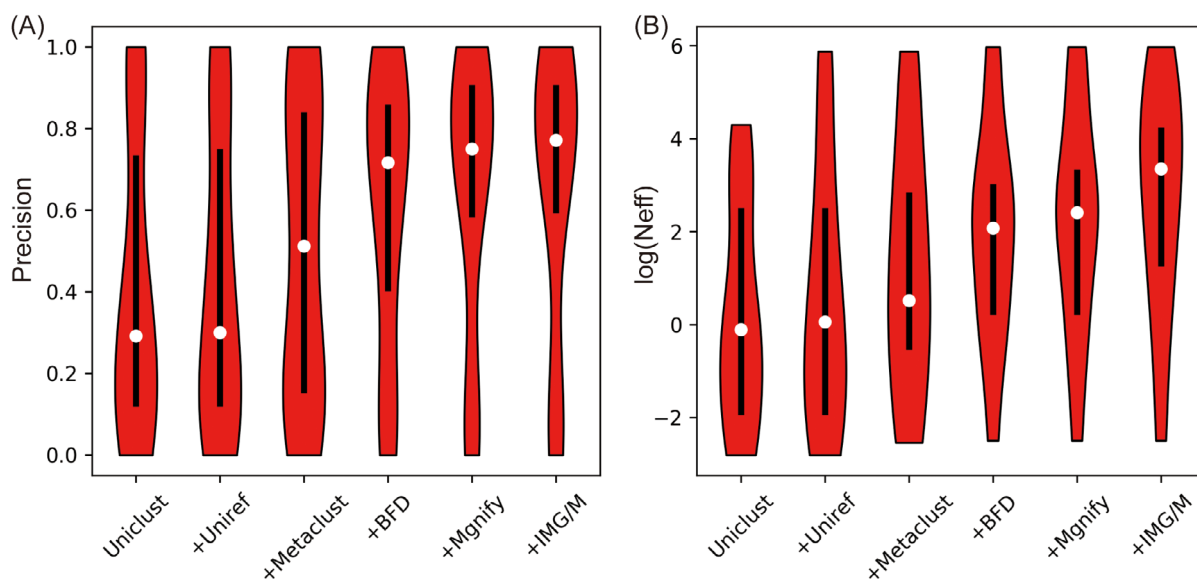 (A)
Precision
1.0
0.8
0.6
0.4
0.2
0.0
Uniclust
+Uniref
+Metaclust
+BFD
+Mgnify
+IMG/M
(B)
log(Neff)
6
4
2
0
−2
Uniclust
+Uniref
+Metaclust
+BFD
+Mgnify
+IMG/M